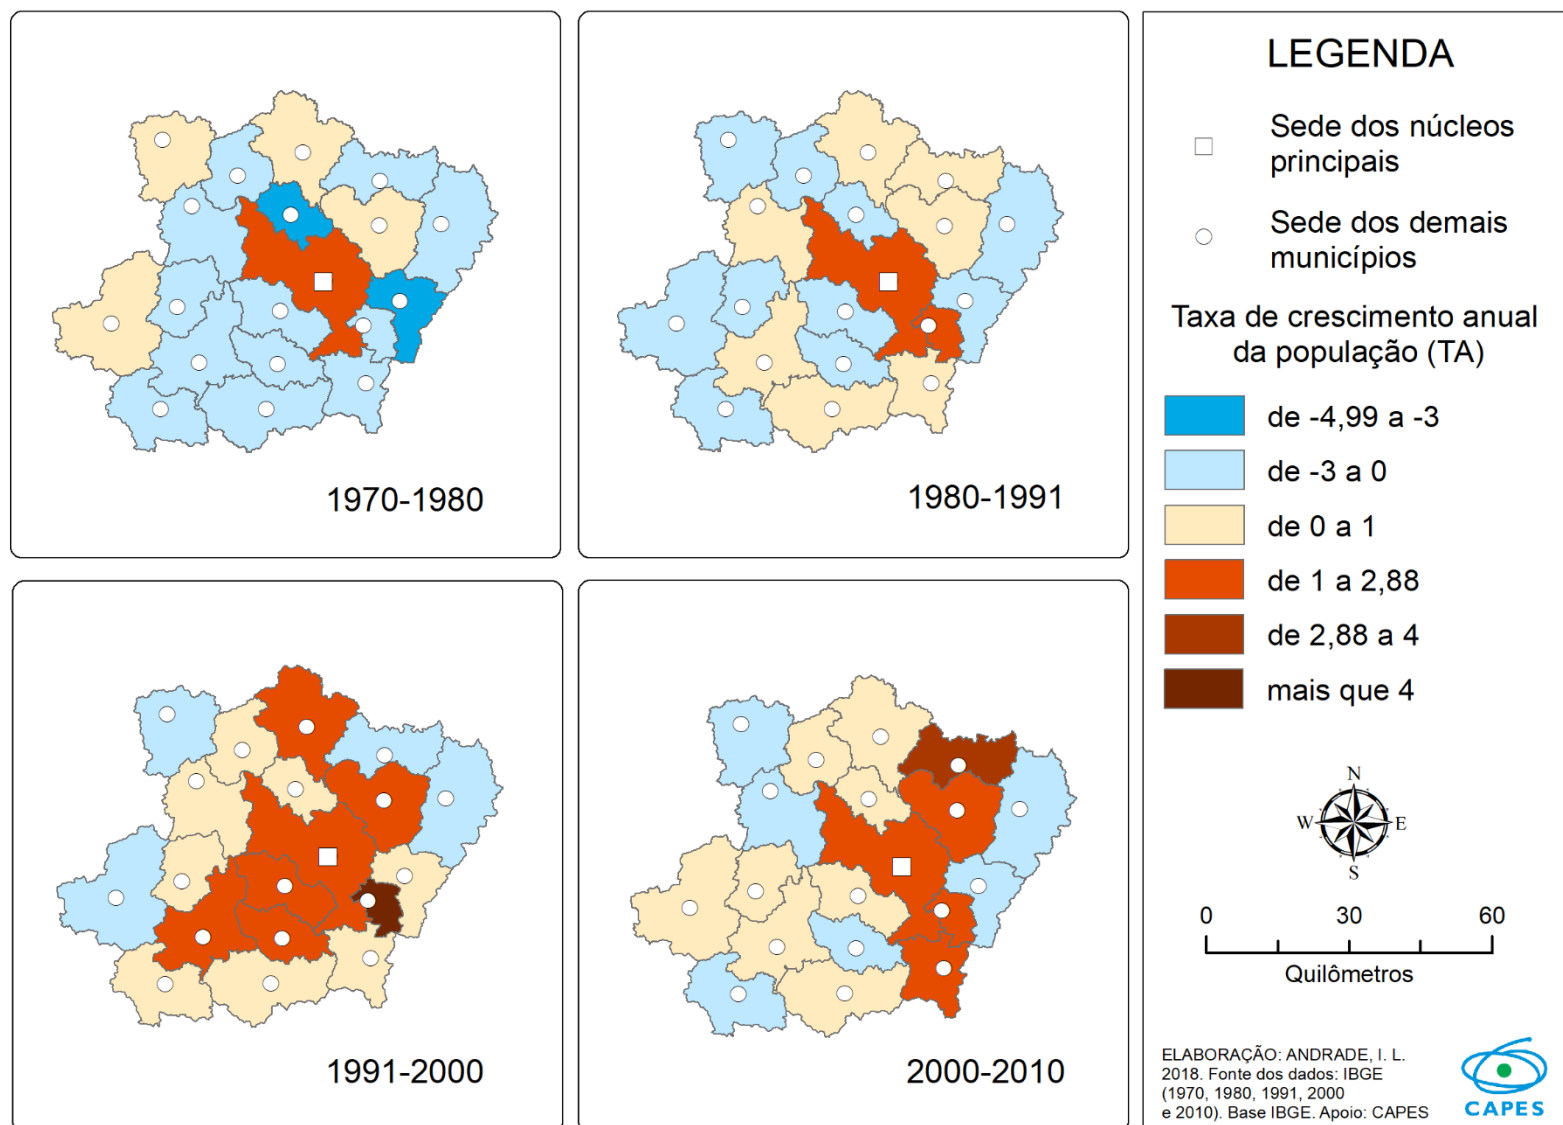 1970-1980
1980-1991
1991-2000
2000-2010
LEGENDA
Sede dos núcleos
principais
Sede dos demais
municípios
Taxa de crescimento anual
da população (TA)
de -4,99 a -3
de -3 a 0
de 0 a 1
de 1 a 2,88
de 2,88 a 4
mais que 4
N
W E
S
0 30 60
Quilômetros
ELABORAÇÃO: ANDRADE, I. L.
2018. Fonte dos dados: IBGE
(1970, 1980, 1991, 2000
e 2010). Base IBGE. Apoio: CAPES
CAPES